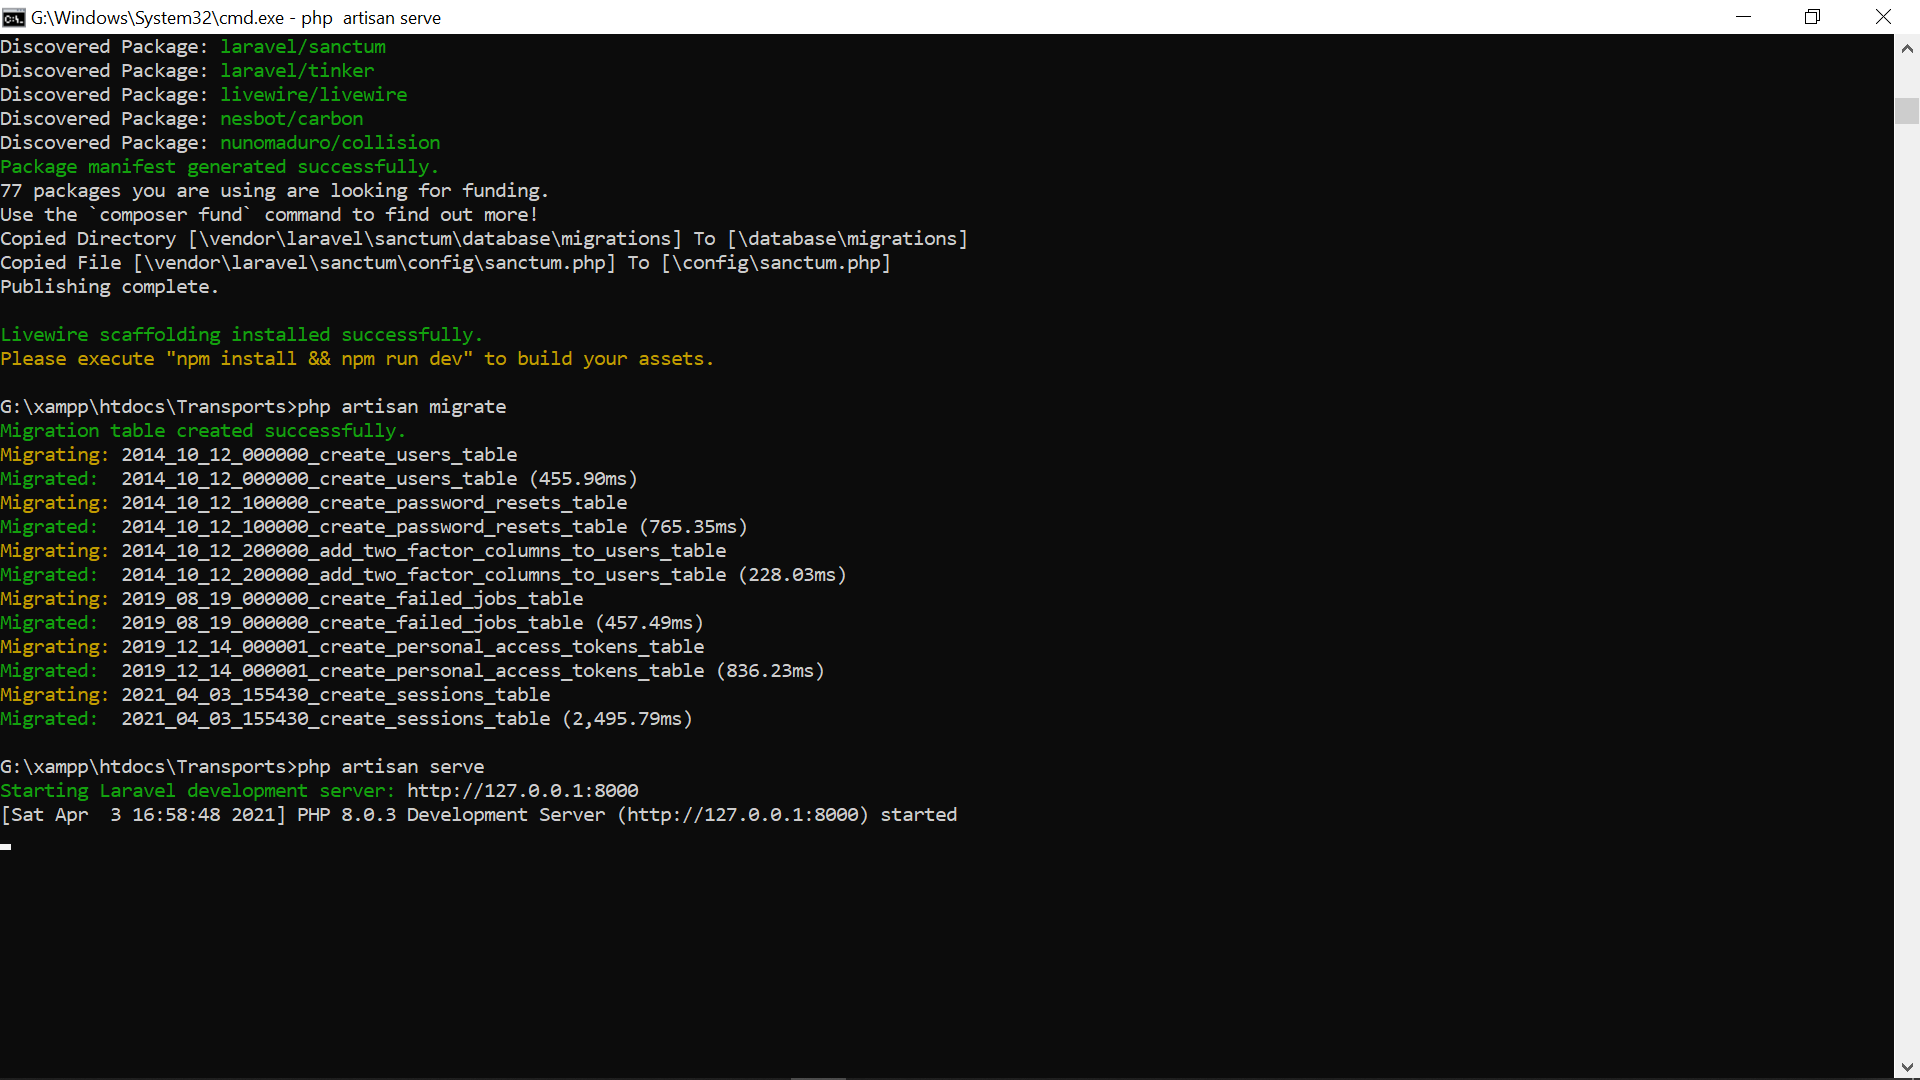 G:\Windows\System32\cmd.exe - php  artisan serve
Discovered Package: laravel/sanctum
Discovered Package: laravel/tinker
Discovered Package: livewire/livewire
Discovered Package: nesbot/carbon
Discovered Package: nunomaduro/collision
Package manifest generated successfully.
77 packages you are using are looking for funding.
Use the `composer fund` command to find out more!
Copied Directory [\vendor\laravel\sanctum\database\migrations] To [\database\migrations]
Copied File [\vendor\laravel\sanctum\config\sanctum.php] To [\config\sanctum.php]
Publishing complete.
Livewire scaffolding installed successfully.
Please execute "npm install && npm run dev" to build your assets.
G:\xampp\htdocs\Transports>php artisan migrate
Migration table created successfully.
Migrating: 2014_10_12_000000_create_users_table
Migrated:  2014_10_12_000000_create_users_table (455.90ms)
Migrating: 2014_10_12_100000_create_password_resets_table
Migrated:  2014_10_12_100000_create_password_resets_table (765.35ms)
Migrating: 2014_10_12_200000_add_two_factor_columns_to_users_table
Migrated:  2014_10_12_200000_add_two_factor_columns_to_users_table (228.03ms)
Migrating: 2019_08_19_000000_create_failed_jobs_table
Migrated:  2019_08_19_000000_create_failed_jobs_table (457.49ms)
Migrating: 2019_12_14_000001_create_personal_access_tokens_table
Migrated:  2019_12_14_000001_create_personal_access_tokens_table (836.23ms)
Migrating: 2021_04_03_155430_create_sessions_table
Migrated:  2021_04_03_155430_create_sessions_table (2,495.79ms)
G:\xampp\htdocs\Transports>php artisan serve
Starting Laravel development server: http://127.0.0.1:8000
[Sat Apr  3 16:58:48 2021] PHP 8.0.3 Development Server (http://127.0.0.1:8000) started